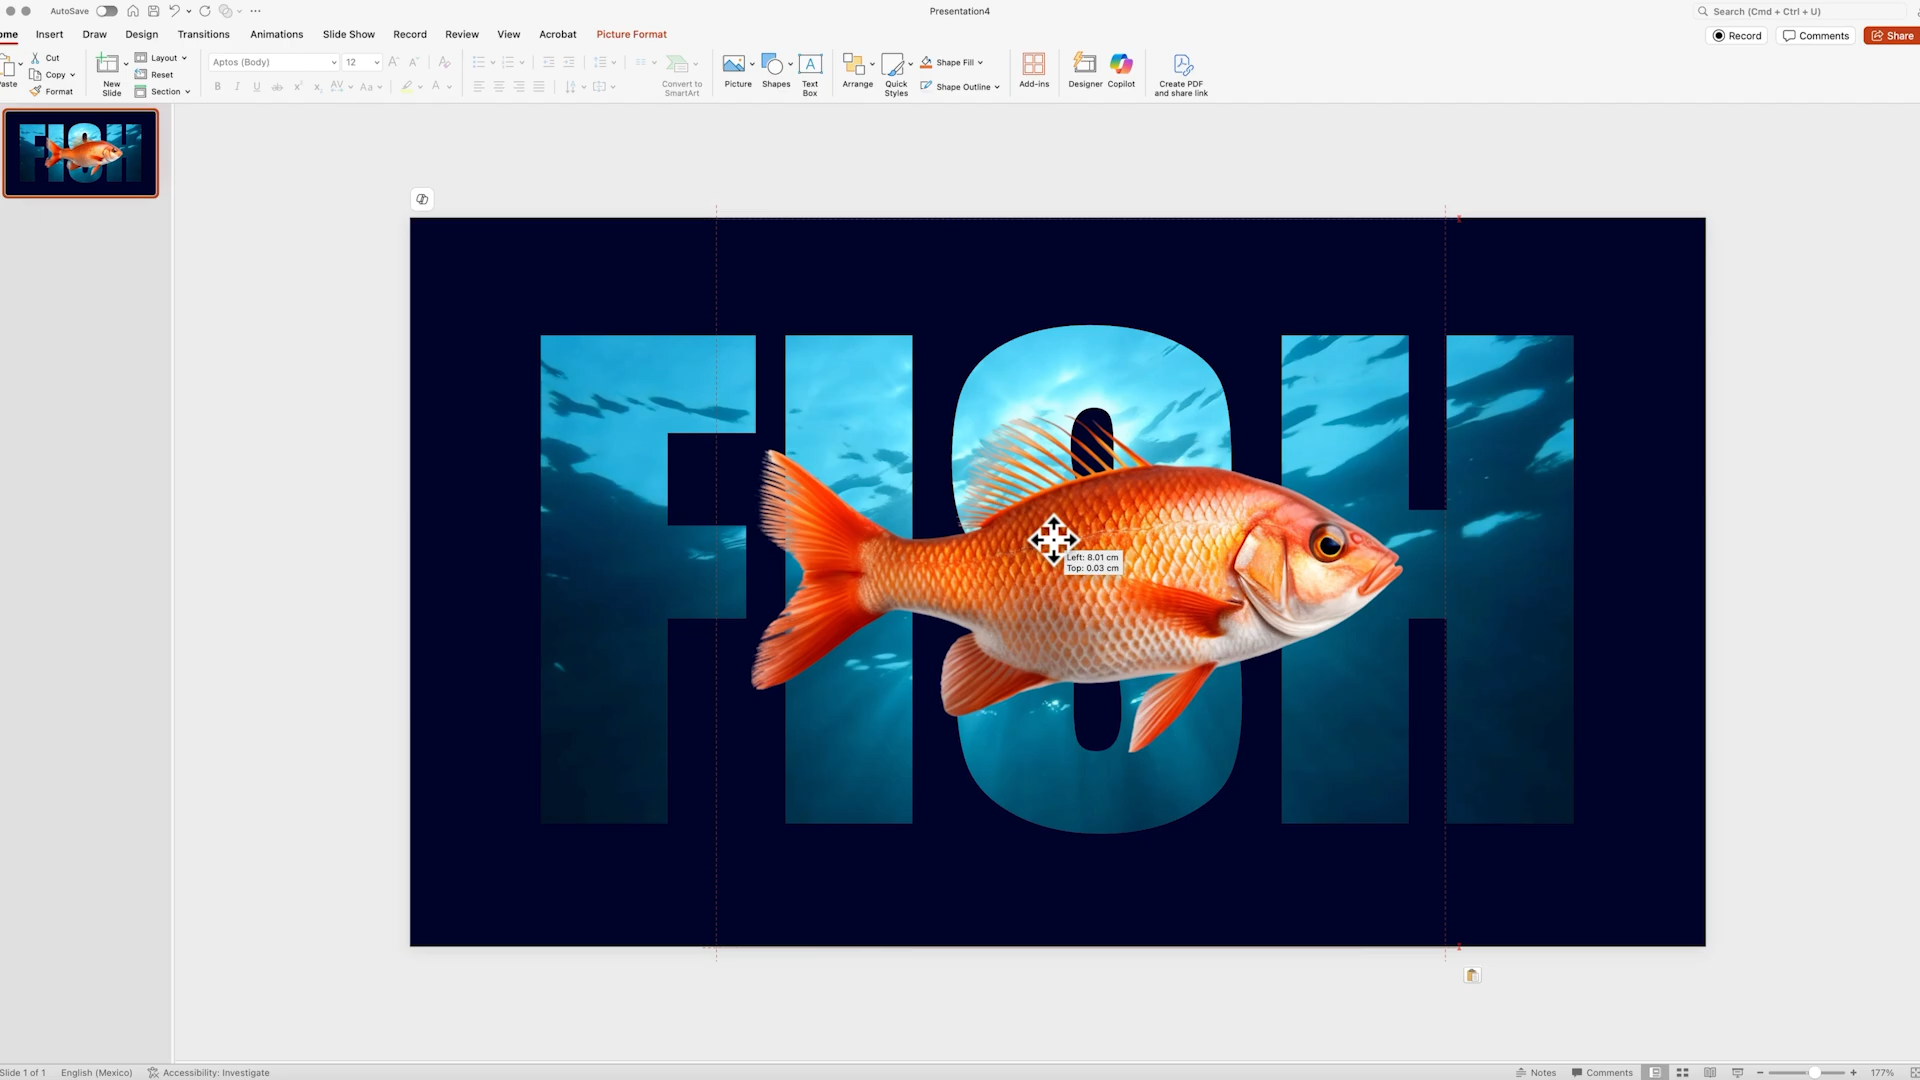 AutoSave
Presentation4
Search (Cmd + Ctrl + U)
ome Insert Draw Design Transitions Animations Slide Show Record Review View Acrobat Picture Format
Record Comments Share
aste
Cut
Copy
Format
New Slide
Layout
Reset
Section
Aptos (Body) 12
B I U ab X X AV Aa A
Convert to SmartArt
Picture
Shapes
Text Box
Arrange
Quick Styles
Shape Fill
Shape Outline
Add-ins
Designer
Copilot
Create PDF and share link
FISH
FISH
Left: 8.01 cm
Top: 0.03 cm
Slide 1 of 1 English (Mexico) Accessibility: Investigate
Notes Comments 177%